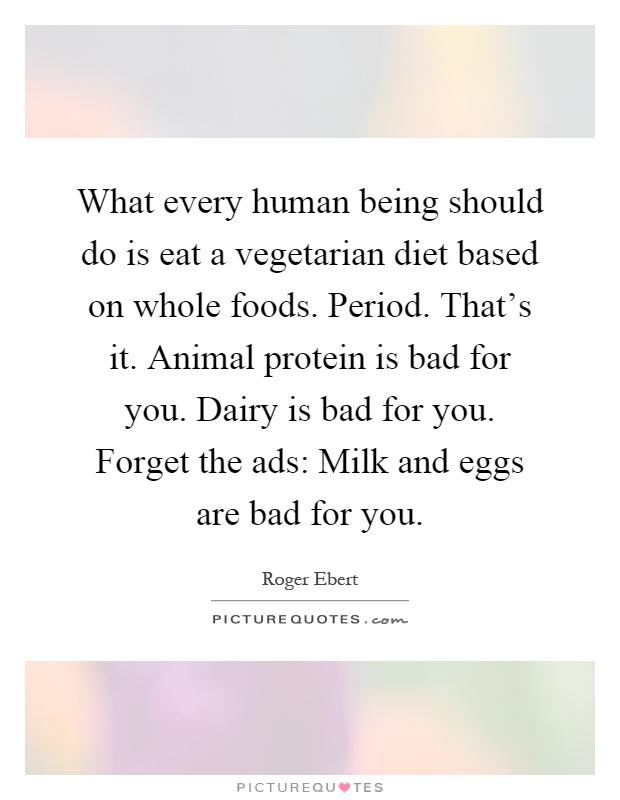 What every human being should
do is eat a vegetarian diet based
on whole foods. Period. That’s
it. Animal protein is bad for
you. Dairy is bad for you.
Forget the ads: Milk and eggs
are bad for you.
Roger Ebert
PICTUREQUOTES.com
PICTUREQU♥TES